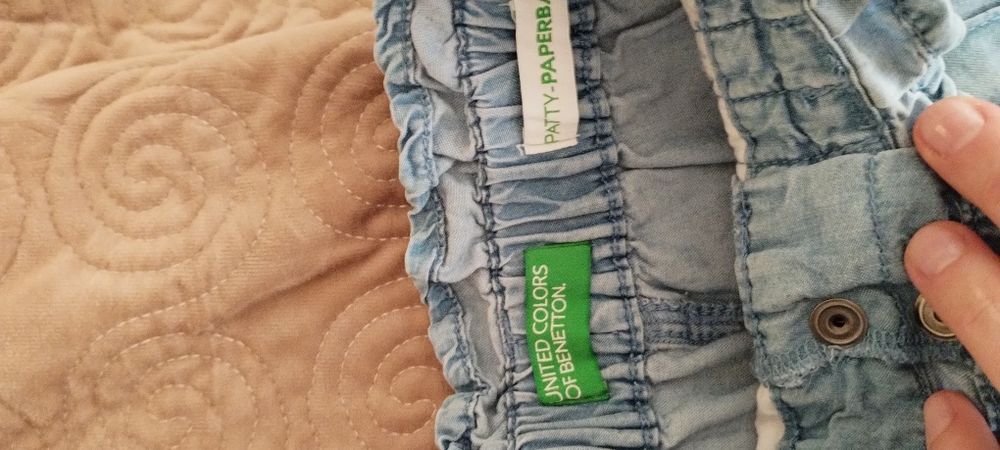 PATTY-PAPERBA
UNITED COLORS
OF BENETTON.